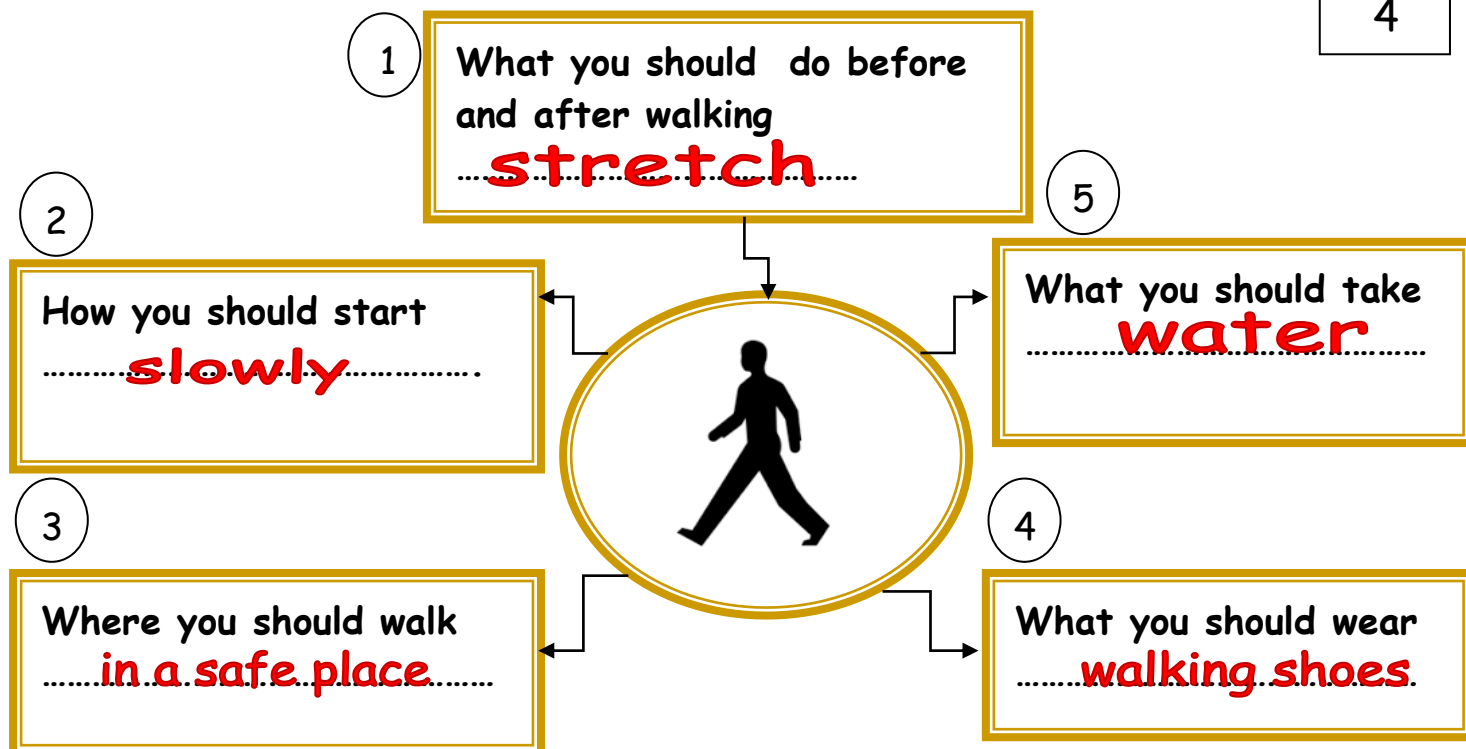 4
1
What you should do before
and after walking
......stretch......
2
How you should start
......slowly......
3
Where you should walk
......in a safe place......
4
What you should wear
......walking shoes......
5
What you should take
......water......